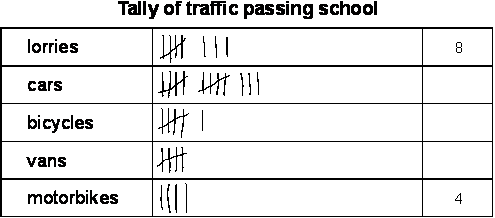 Tally of traffic passing school
lorries 8
cars
bicycles
vans
motorbikes 4